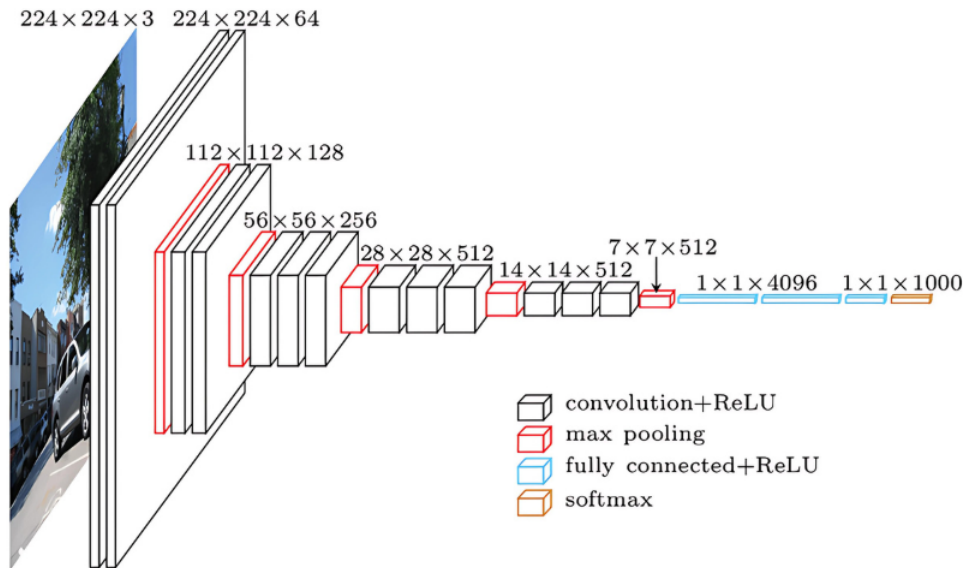 224×224×3
224×224×64
112×112×128
56×56×256
28×28×512
14×14×512
7×7×512
1×1×4096
1×1×1000
convolution+ReLU
max pooling
fully connected+ReLU
softmax